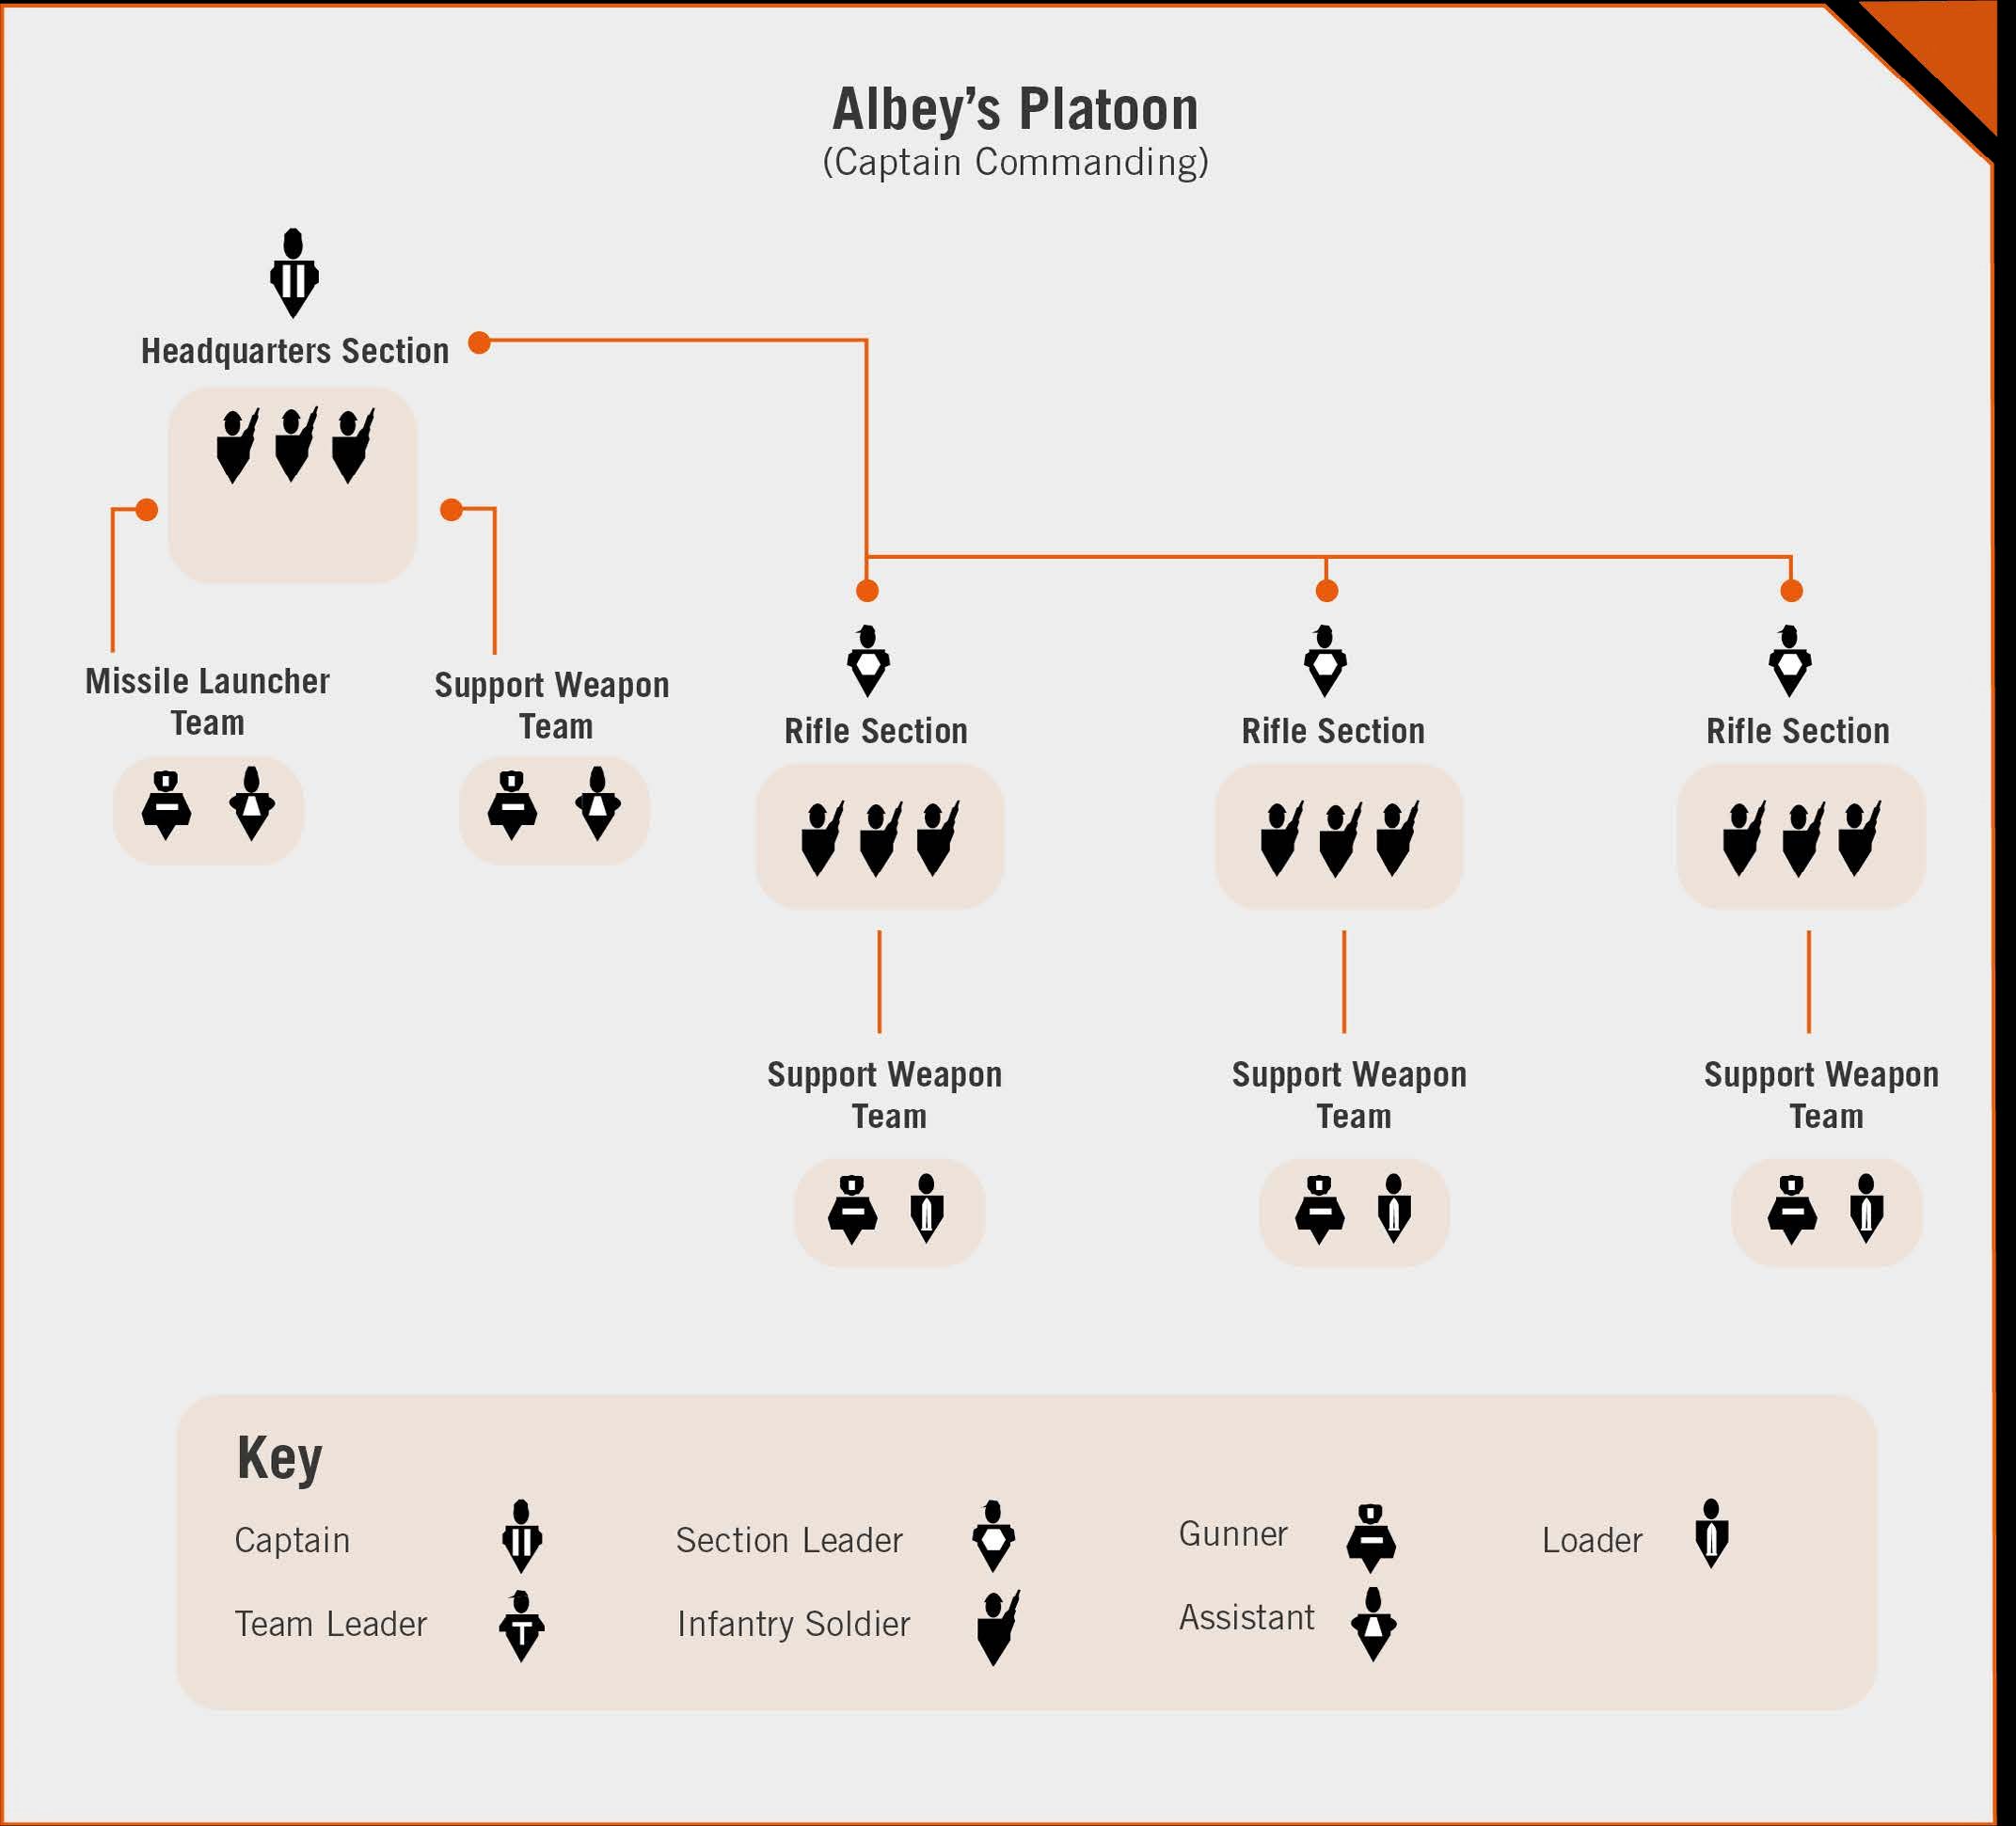 Albey’s Platoon
(Captain Commanding)
Headquarters Section
Missile Launcher
Team
Support Weapon
Team
Rifle Section
Rifle Section
Rifle Section
Support Weapon
Team
Support Weapon
Team
Support Weapon
Team
Key
Captain
Section Leader
Gunner
Loader
Team Leader
T
Infantry Soldier
Assistant